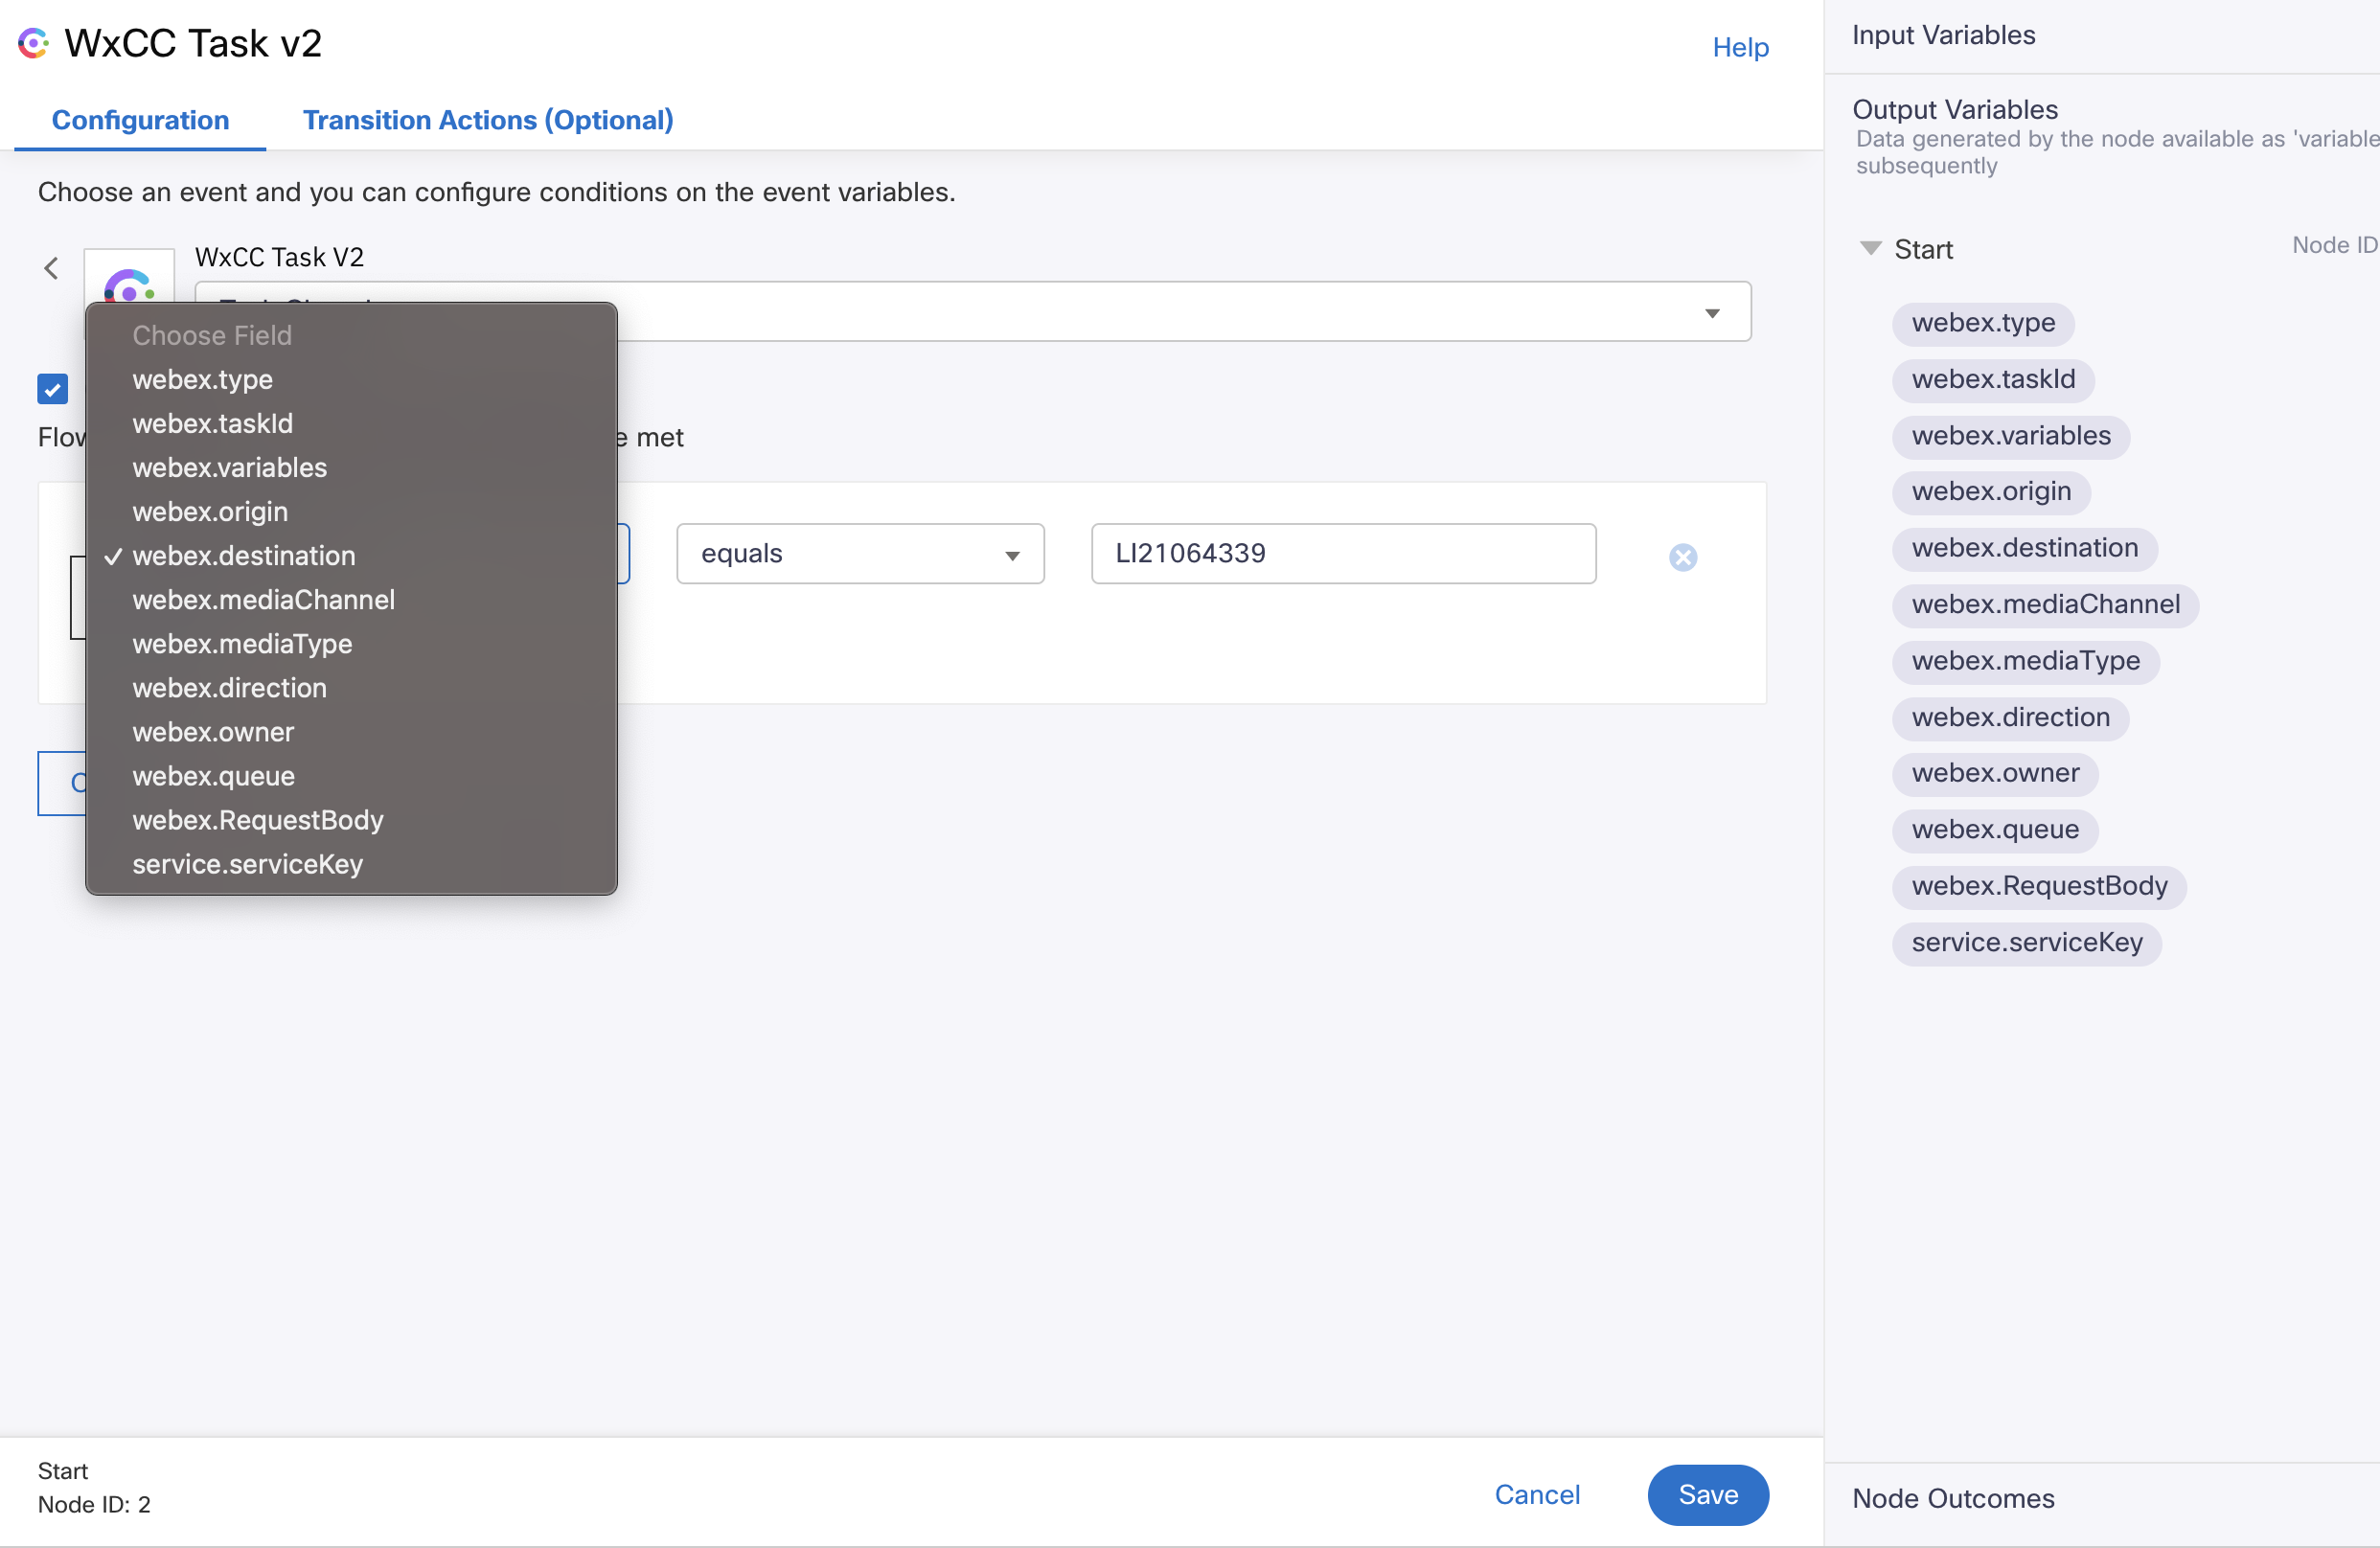 WxCC Task v2
Help
Configuration
Transition Actions (Optional)
Choose an event and you can configure conditions on the event variables.
WxCC Task V2
Choose Field
webex.type
webex.taskId
webex.variables
webex.origin
webex.destination
webex.mediaChannel
webex.mediaType
webex.direction
webex.owner
webex.queue
webex.RequestBody
service.serviceKey
Flow
e met
equals
LI21064339
Start
Node ID: 2
Cancel
Save
Input Variables
Output Variables
Data generated by the node available as 'variable
subsequently
Start
Node ID
webex.type
webex.taskId
webex.variables
webex.origin
webex.destination
webex.mediaChannel
webex.mediaType
webex.direction
webex.owner
webex.queue
webex.RequestBody
service.serviceKey
Node Outcomes